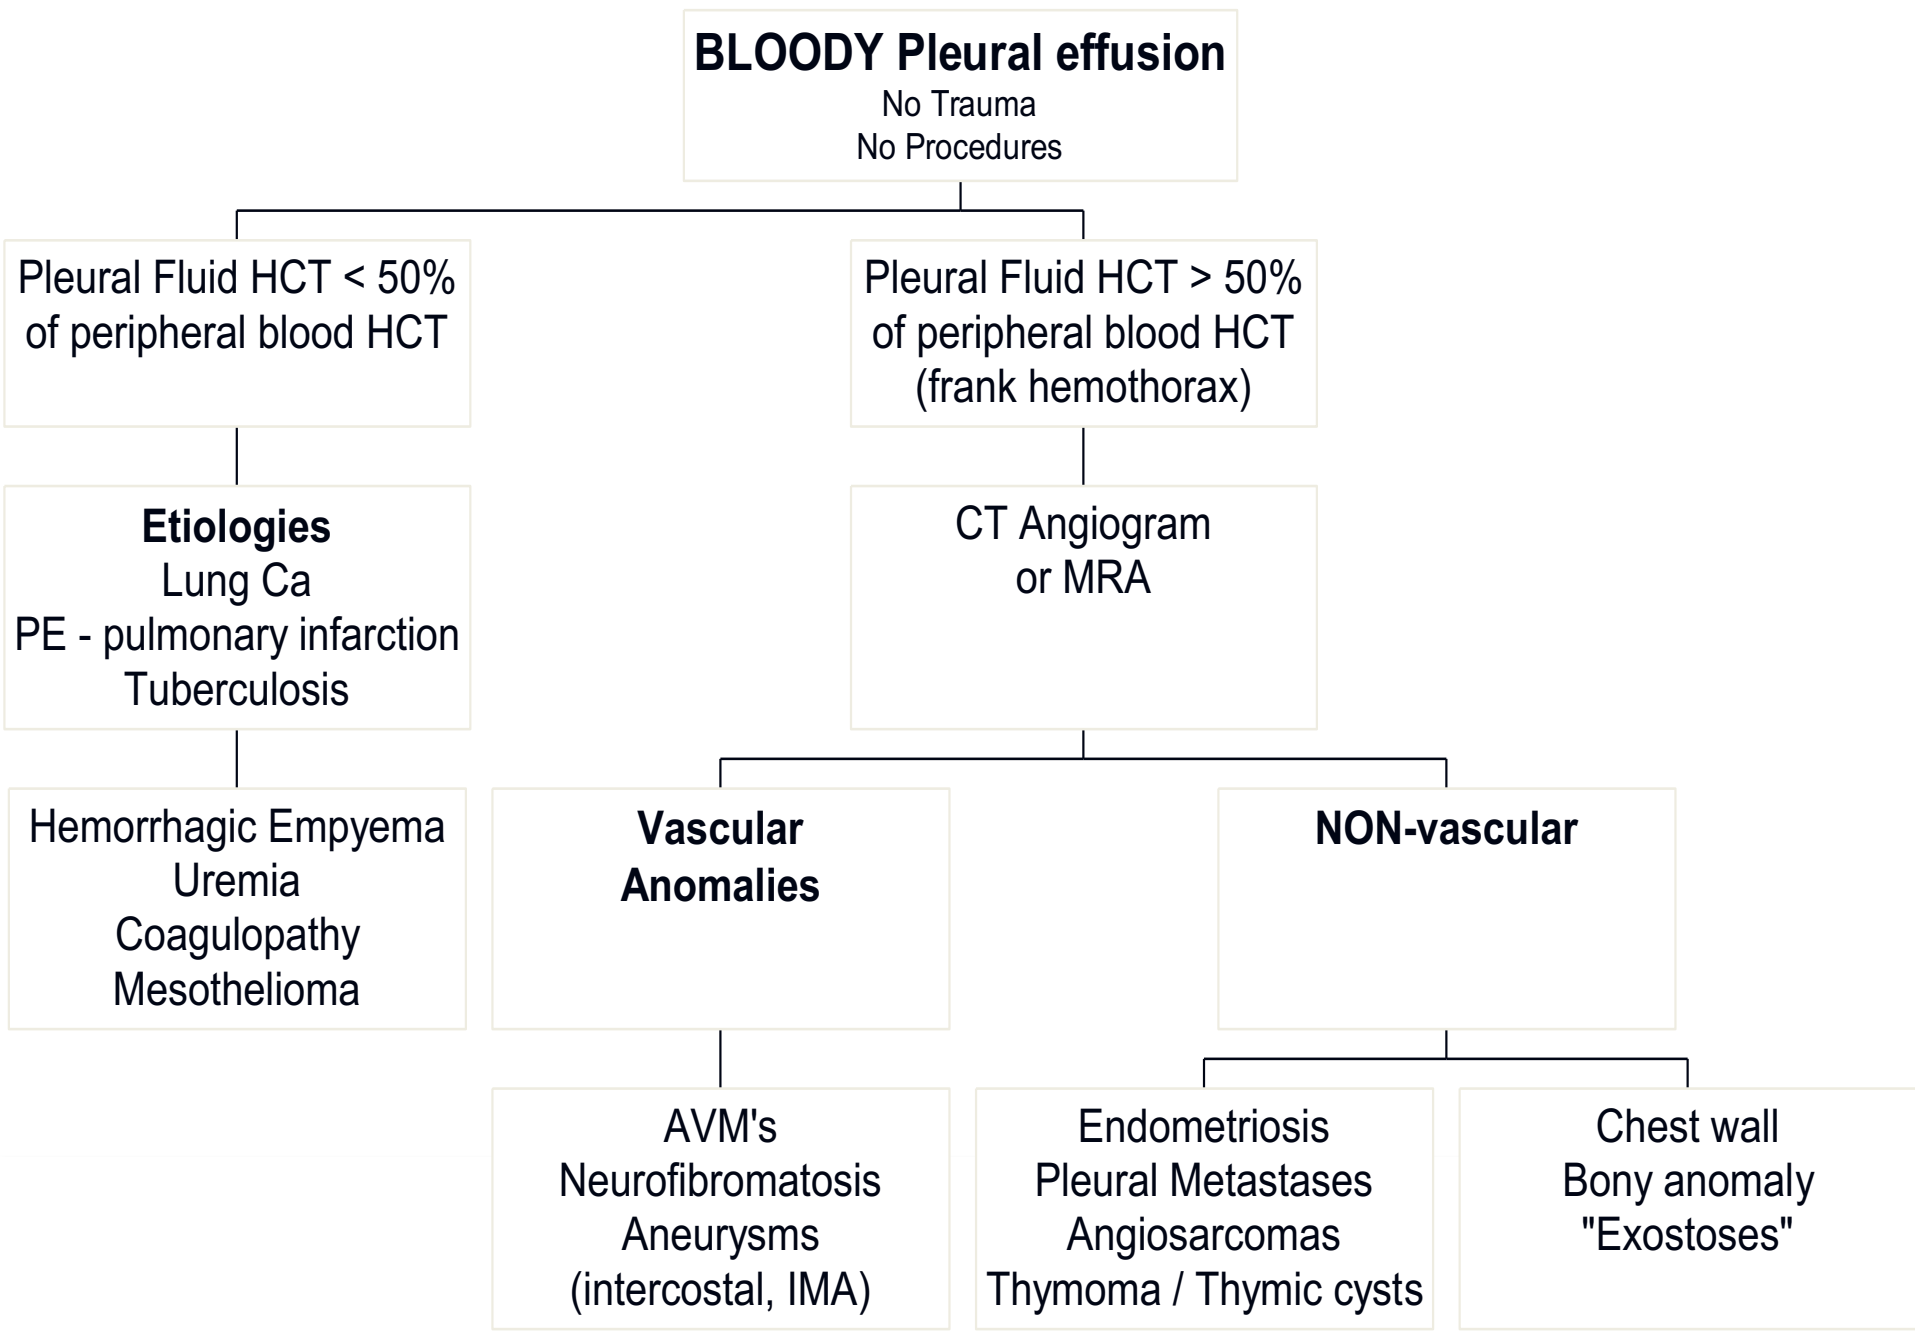 BLOODY Pleural effusion
No Trauma
No Procedures
Pleural Fluid HCT < 50%
of peripheral blood HCT
Pleural Fluid HCT > 50%
of peripheral blood HCT
(frank hemothorax)
Etiologies
Lung Ca
PE - pulmonary infarction
Tuberculosis
CT Angiogram
or MRA
Hemorrhagic Empyema
Uremia
Coagulopathy
Mesothelioma
Vascular
Anomalies
NON-vascular
AVM's
Neurofibromatosis
Aneurysms
(intercostal, IMA)
Endometriosis
Pleural Metastases
Angiosarcomas
Thymoma / Thymic cysts
Chest wall
Bony anomaly
"Exostoses"